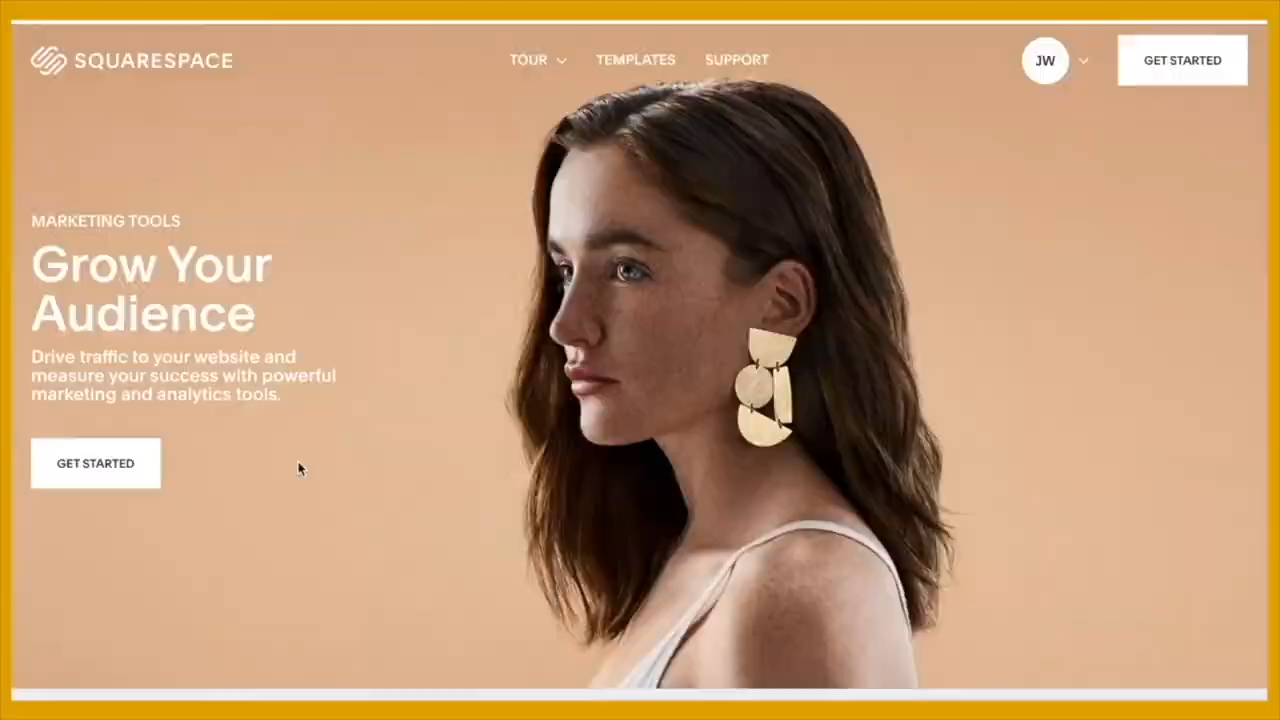 SQUARESPACE
TOUR
TEMPLATES
SUPPORT
JW
GET STARTED
MARKETING TOOLS
Grow Your
Audience
Drive traffic to your website and
measure your success with powerful
marketing and analytics tools.
GET STARTED